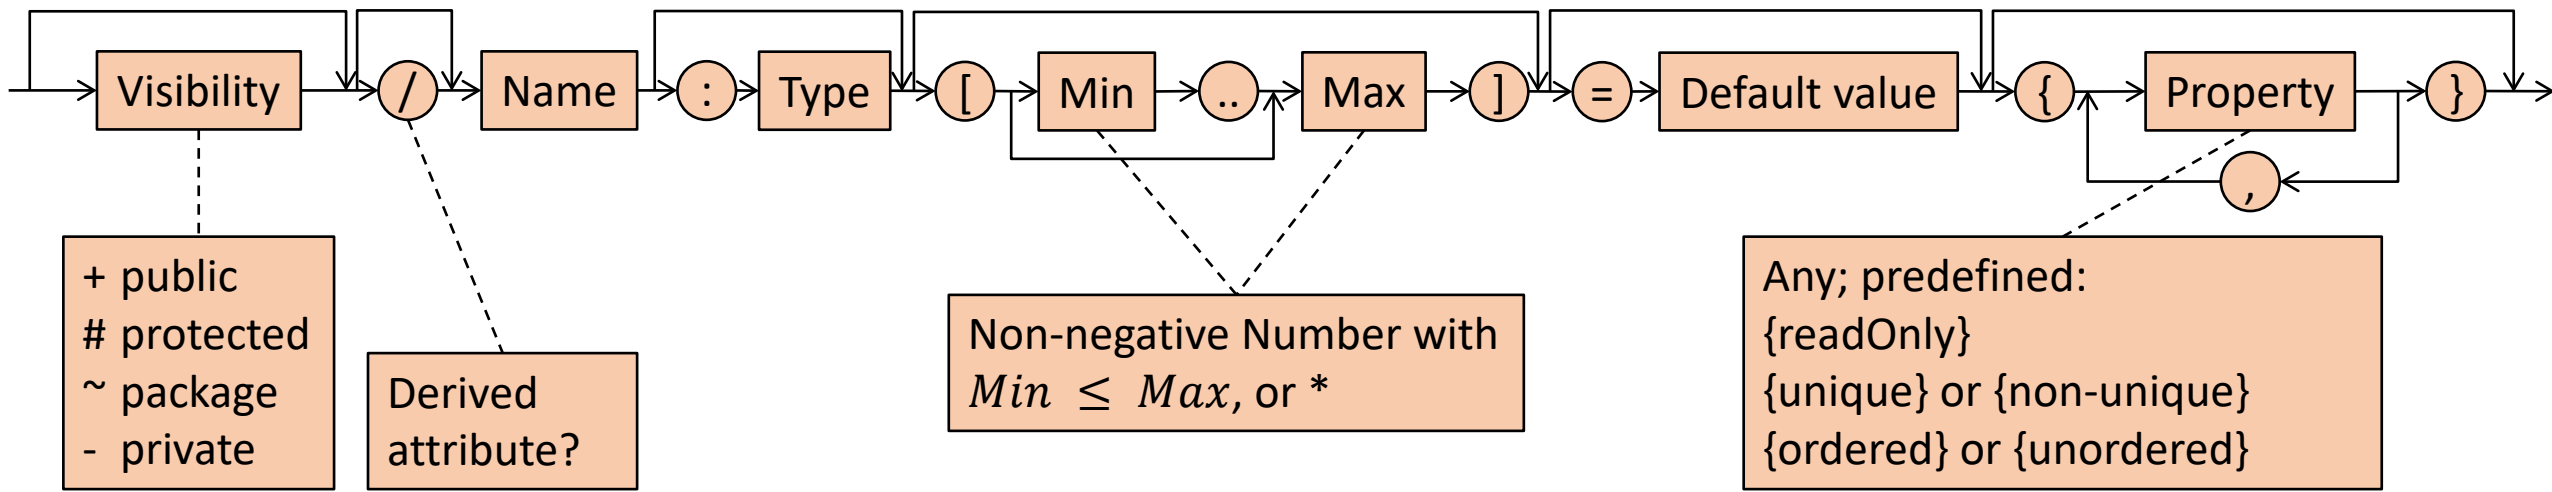 Visibility / Name : Type [ Min .. Max ] = Default value { Property }
,
+ public
# protected
~ package
- private
Derived
attribute?
Non-negative Number with
Min ≤ Max, or *
Any; predefined:
{readOnly}
{unique} or {non-unique}
{ordered} or {unordered}